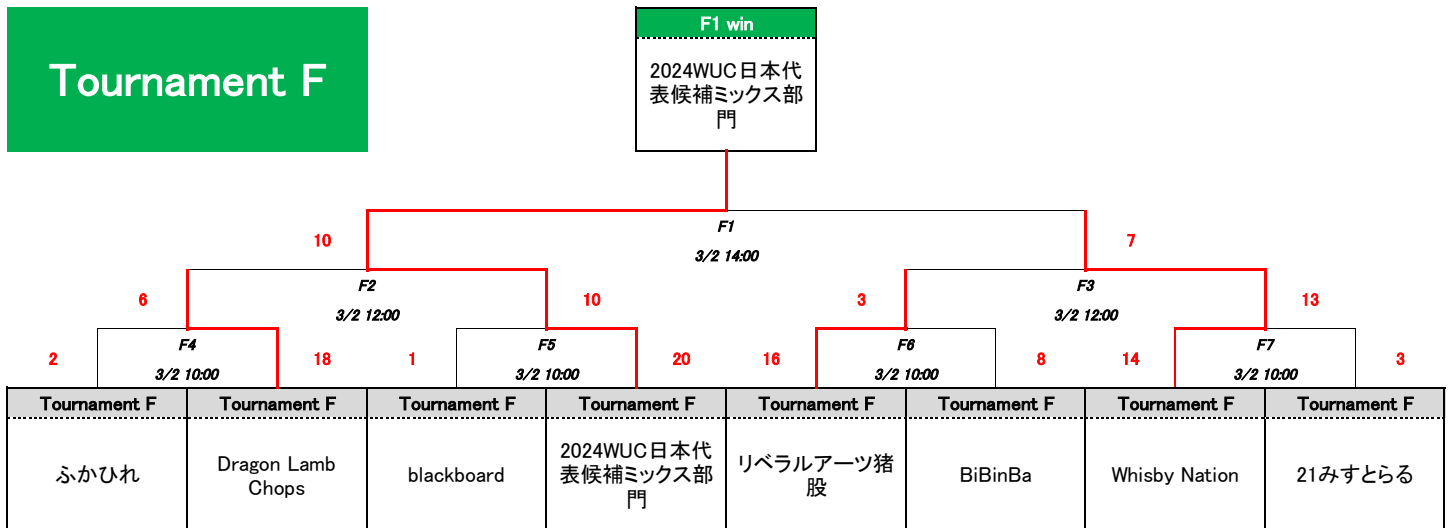 Tournament F
F1 win
2024WUC日本代
表候補ミックス部
門
F1
10
7
3/2 14:00
F2
F3
6
10
3
13
3/2 12:00
3/2 12:00
F4
F5
F6
F7
2
18
1
20
16
8
14
3
3/2 10:00
3/2 10:00
3/2 10:00
3/2 10:00
Tournament F
Tournament F
Tournament F
Tournament F
Tournament F
Tournament F
Tournament F
Tournament F
ふかひれ
Dragon Lamb
Chops
blackboard
2024WUC日本代
表候補ミックス部
門
リベラルアーツ猪
股
BiBinBa
Whisby Nation
21みすとらる